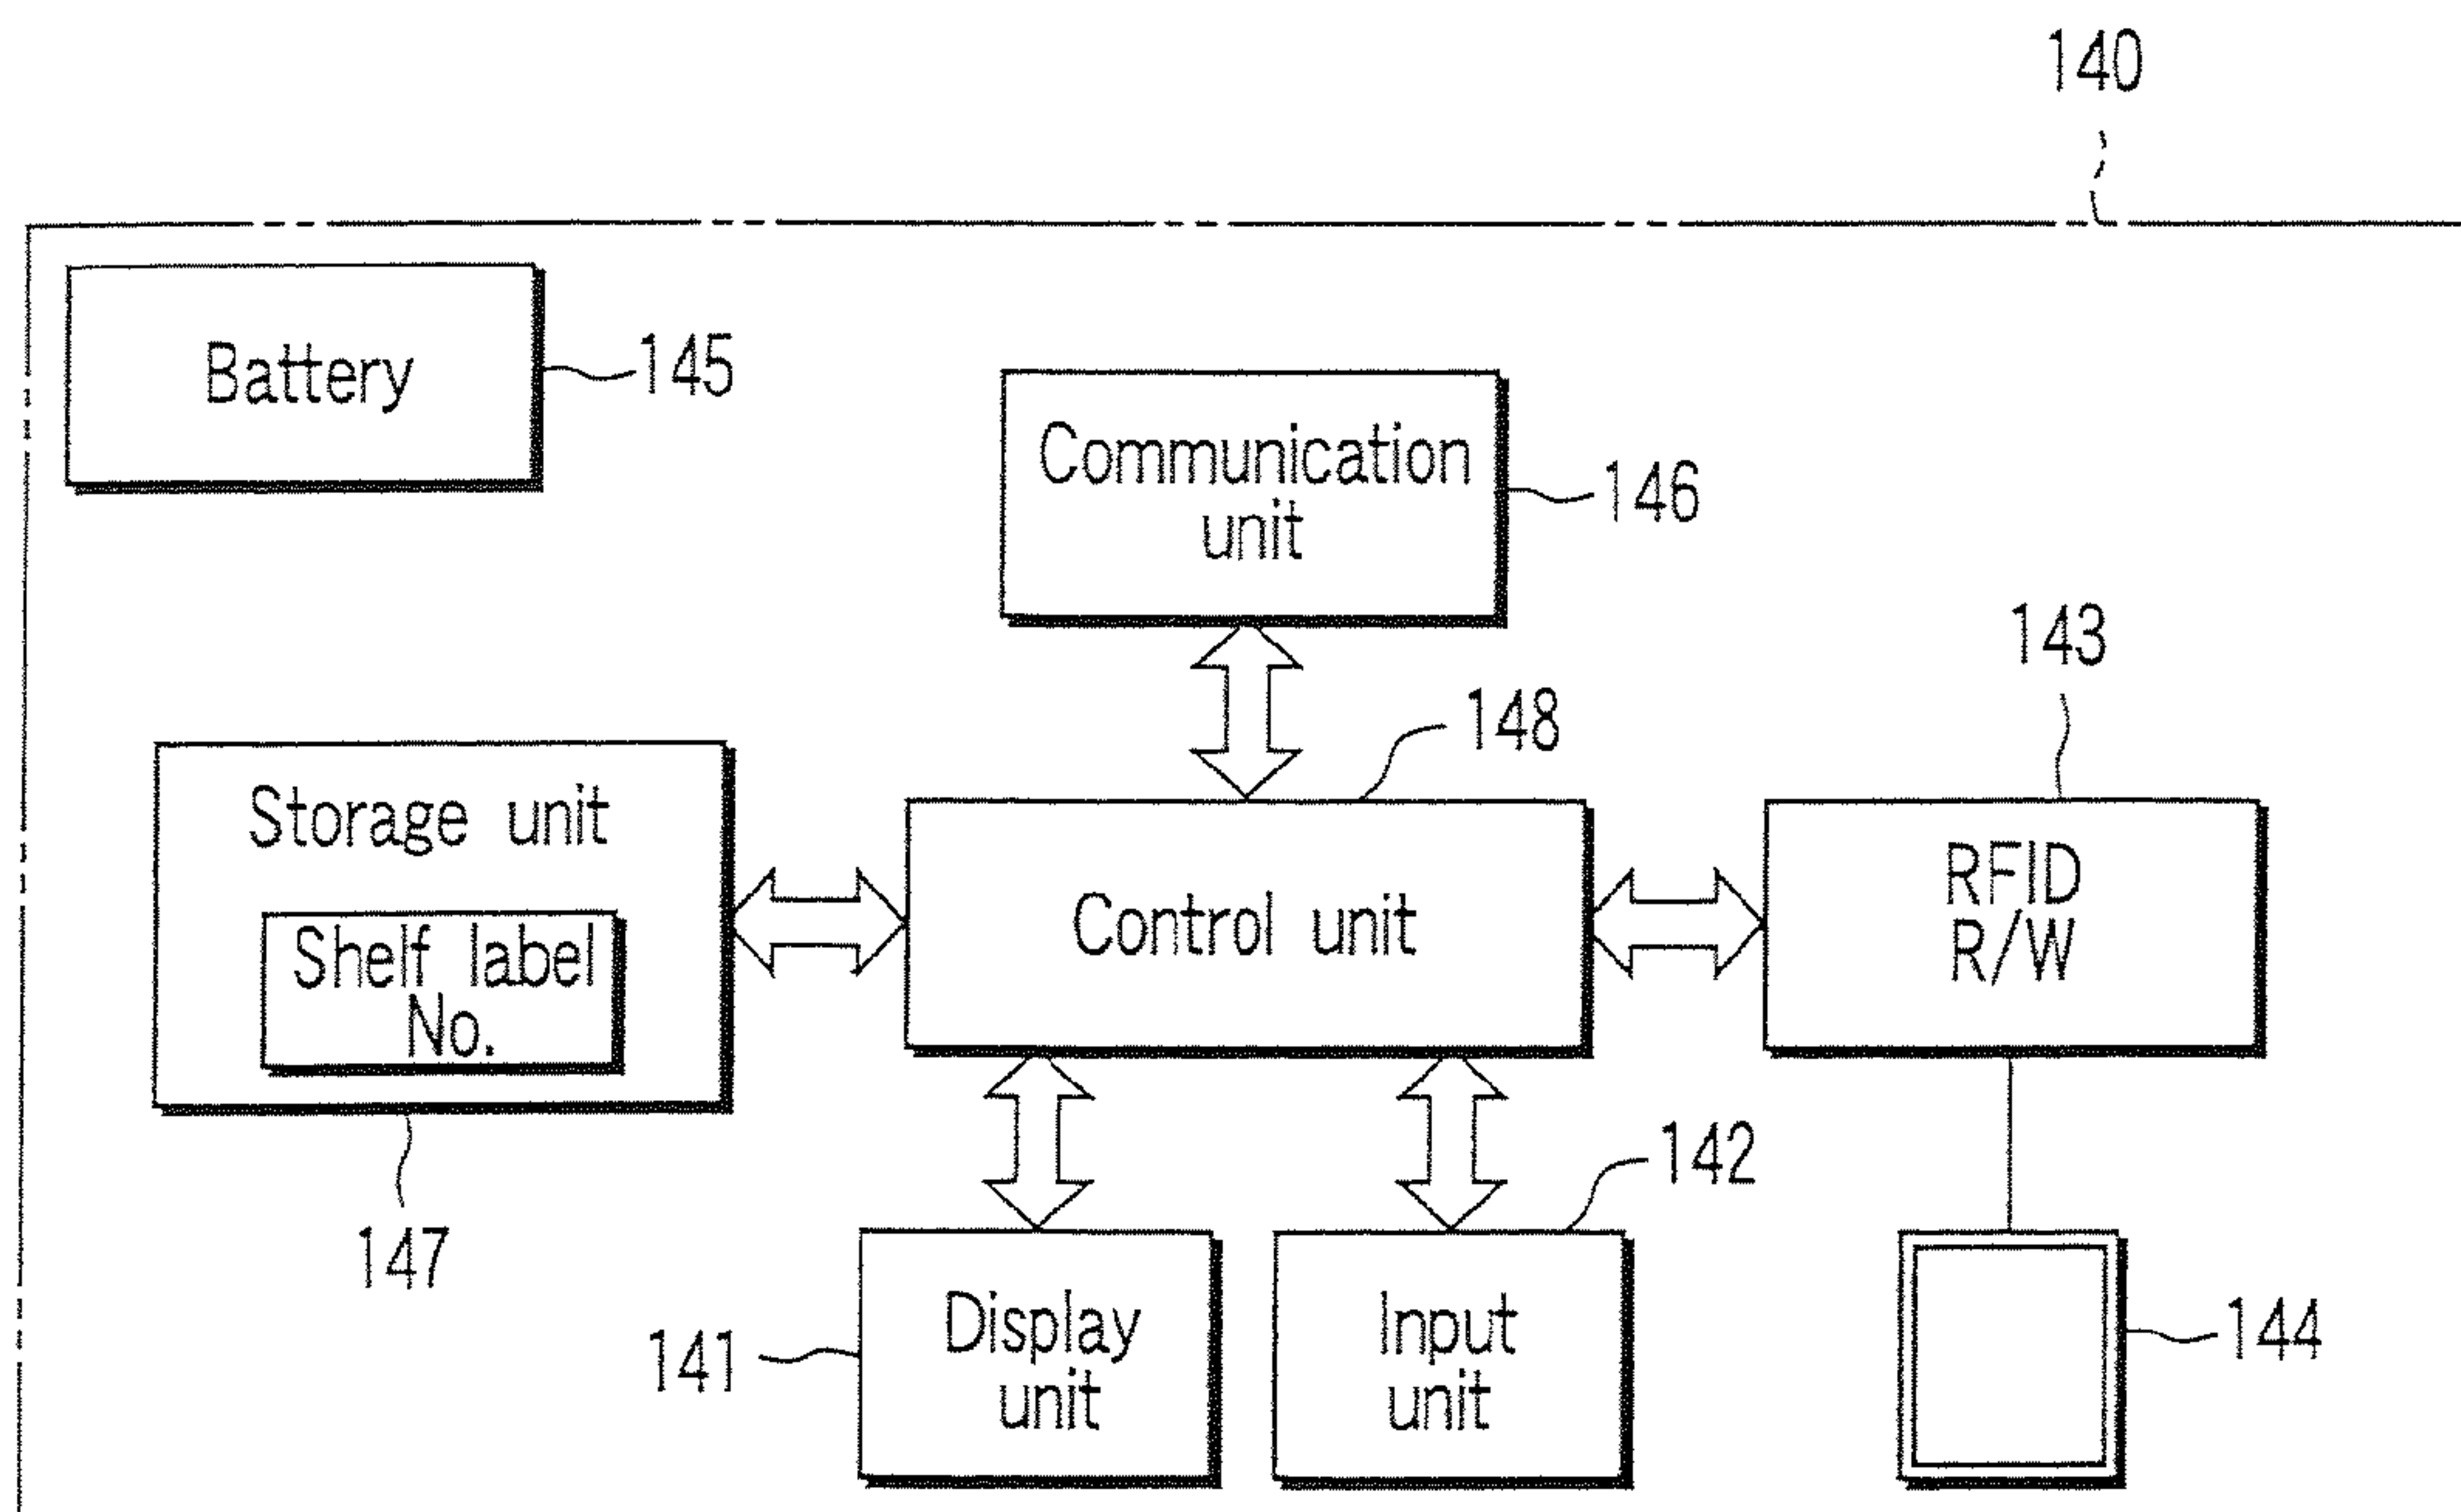 140
Battery
145
Communication
unit
146
143
148
Storage unit
Shelf label
No.
Control unit
RFID
R/W
147
142
141
Display
unit
Input
unit
144